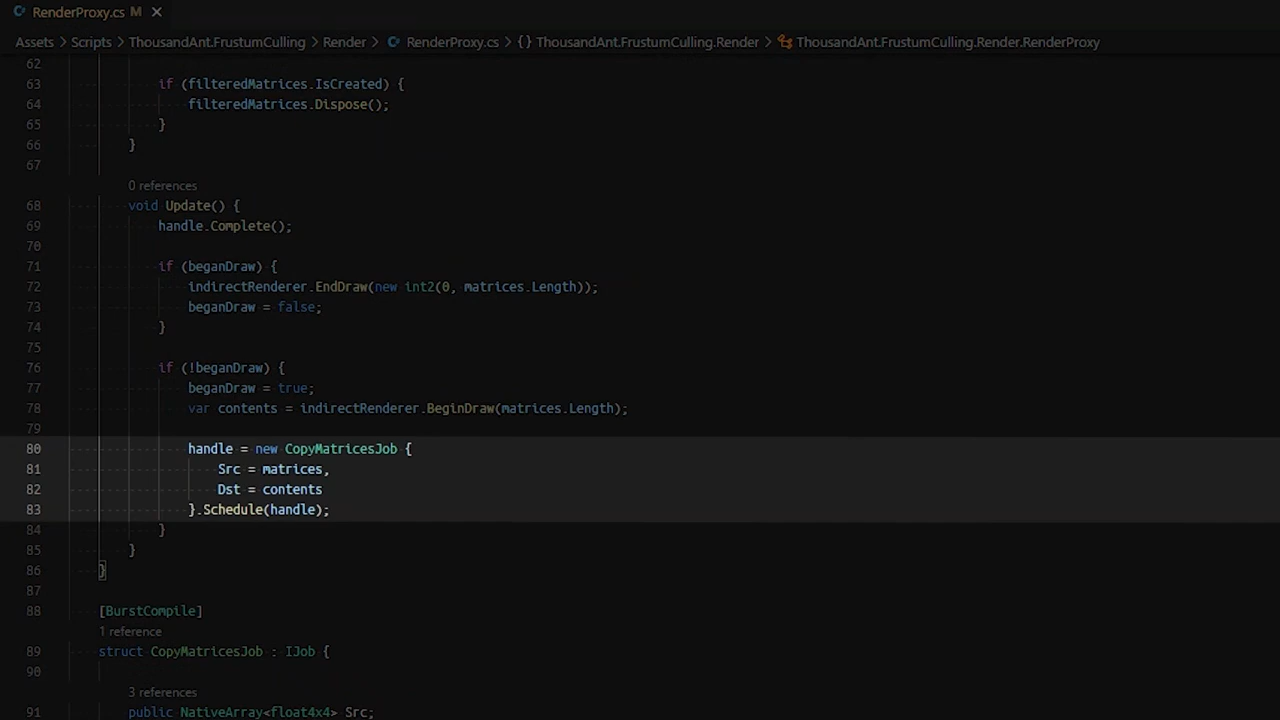 RenderProxy.cs M ×
Assets > Scripts > ThousandAnt.FrustumCulling > Render > RenderProxy.cs > {} ThousandAnt.FrustumCulling.Render > ThousandAnt.FrustumCulling.Render.RenderProxy
62
63 if (filteredMatrices.IsCreated) {
64 filteredMatrices.Dispose();
65 }
66 }
67
0 references
68 void Update() {
69 handle.Complete();
70
71 if (beganDraw) {
72 indirectRenderer.EndDraw(new int2(0, matrices.Length));
73 beganDraw = false;
74 }
75
76 if (!beganDraw) {
77 beganDraw = true;
78 var contents = indirectRenderer.BeginDraw(matrices.Length);
79
80 handle = new CopyMatricesJob {
81 Src = matrices,
82 Dst = contents
83 }.Schedule(handle);
84 }
85 }
86 }
87
88 [BurstCompile]
1 reference
89 struct CopyMatricesJob : IJob {
90
3 references
91 public NativeArray<float4x4> Src;